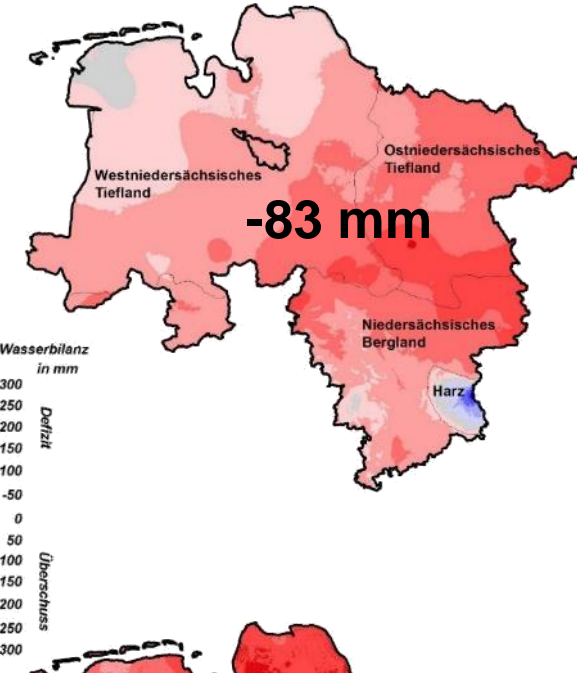 Ostniedersächsisches
Tiefland
Westniedersächsisches
Tiefland
-83 mm
Niedersächsisches
Bergland
Harz
Wasserbilanz
in mm
300
250
200
150
100
-50
0
50
100
150
200
250
300
Defizit
Überschuss